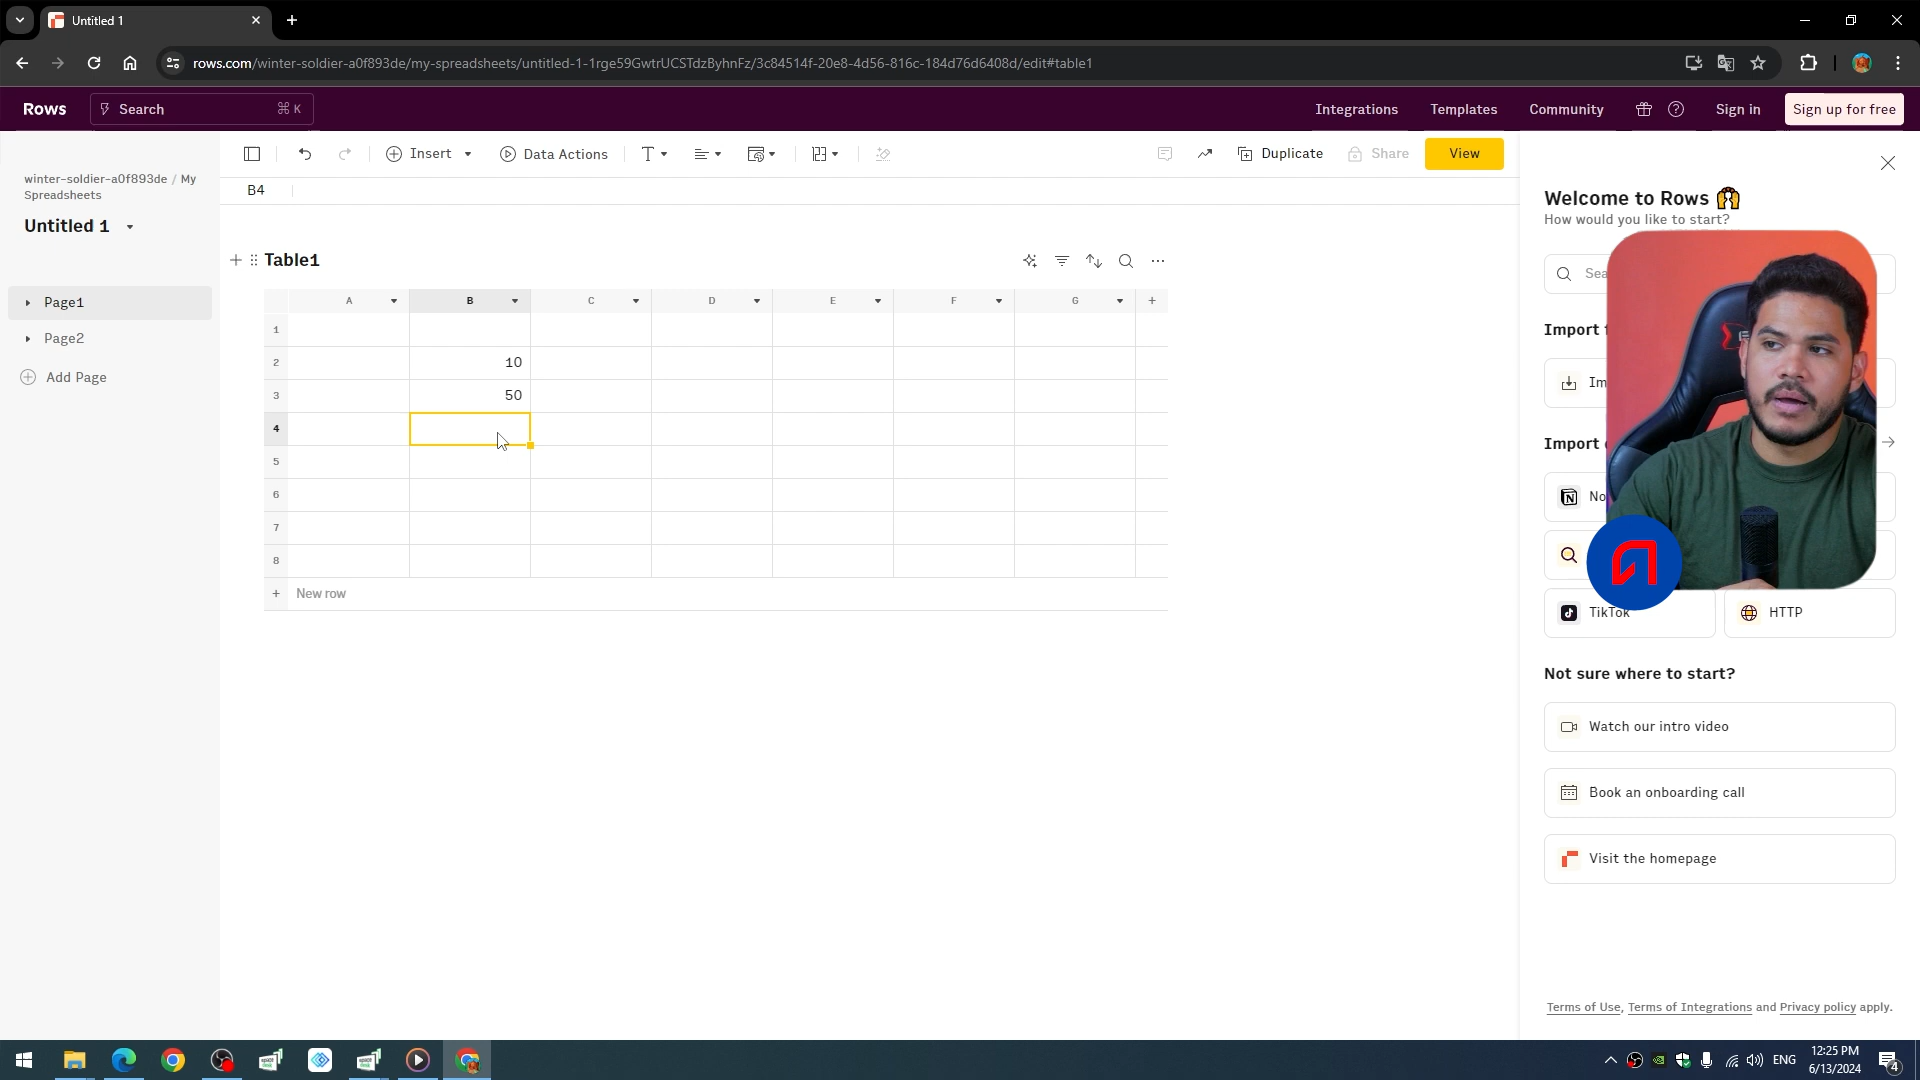 Untitled 1
rows.com/winter-soldier-a0f893de/my-spreadsheets/untitled-1-1rge59GwtrUCSTdzByhnFz/3c84514f-20e8-4d56-816c-184d76d6408d/edit#table1
Rows
Search
⌘ K
Integrations
Templates
Community
Sign in
Sign up for free
winter-soldier-a0f893de / My
Spreadsheets
Untitled 1
Page1
Page2
Add Page
Insert
Data Actions
Duplicate
Share
View
B4
Table1
A B C D E F G
1
2 10
3 50
4
5
6
7
8
New row
Welcome to Rows
How would you like to start?
Import
Import
TikTok
HTTP
Not sure where to start?
Watch our intro video
Book an onboarding call
Visit the homepage
Terms of Use, Terms of Integrations and Privacy policy apply.
ENG
12:25 PM
6/13/2024
4